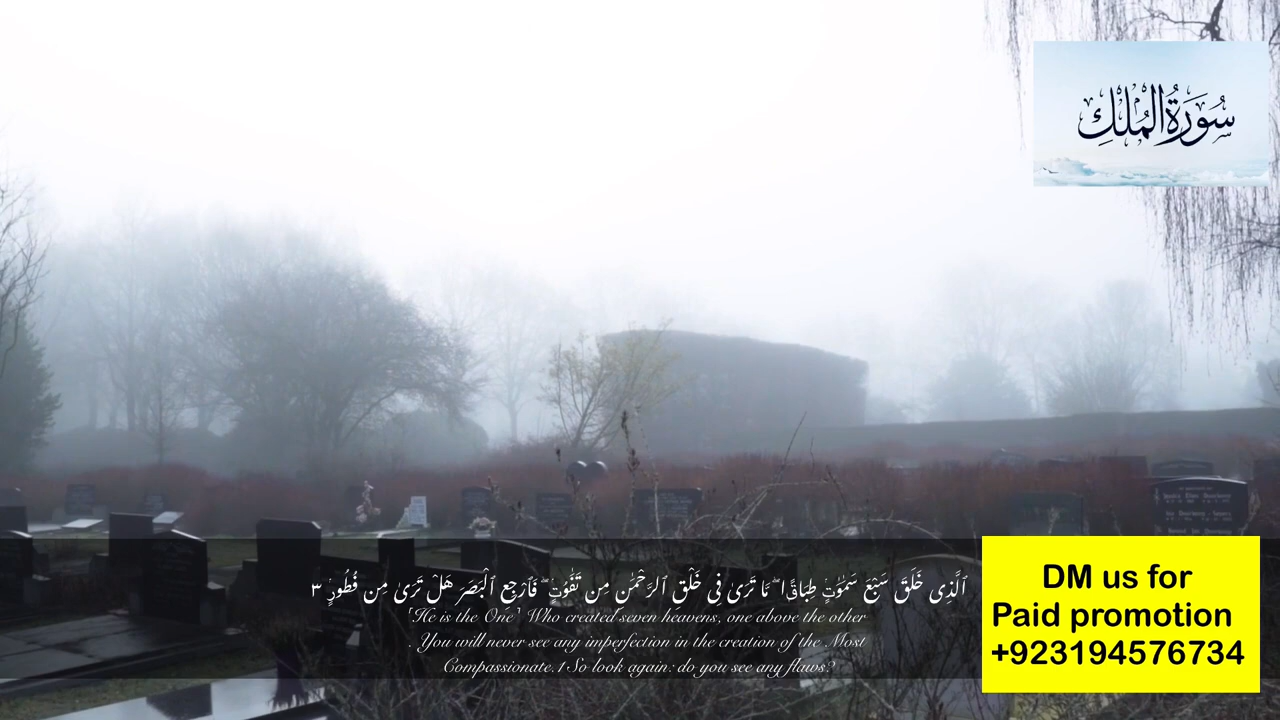 سُورَةُ المُلْكِ
ٱلَّذِى خَلَقَ سَبْعَ سَمَٰوَٰتٍۢ طِبَاقًۭا ۖ مَّا تَرَىٰ فِى خَلْقِ ٱلرَّحْمَٰنِ مِن تَفَٰوُتٍۢ ۖ فَٱرْجِعِ ٱلْبَصَرَ هَلْ تَرَىٰ مِن فُطُورٍۢ ٣
'He is the One' Who created seven heavens, one above the other
. You will never see any imperfection in the creation of the Most
Compassionate.1 So look again: do you see any flaws?
DM us for
Paid promotion
+923194576734